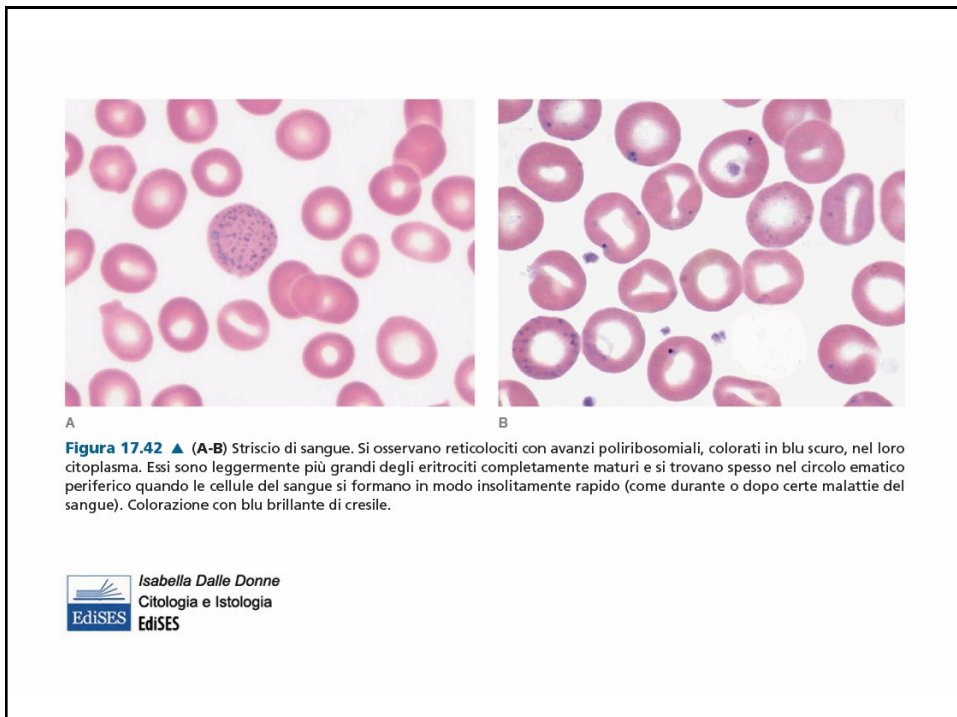 A
B
Figura 17.42 ▲ (A-B) Striscio di sangue. Si osservano reticolociti con avanzi poliribosomiali, colorati in blu scuro, nel loro
citoplasma. Essi sono leggermente più grandi degli eritrociti completamente maturi e si trovano spesso nel circolo ematico
periferico quando le cellule del sangue si formano in modo insolitamente rapido (come durante o dopo certe malattie del
sangue). Colorazione con blu brillante di cresile.
EdiSES
Isabella Dalle Donne
Citologia e Istologia
EdiSES